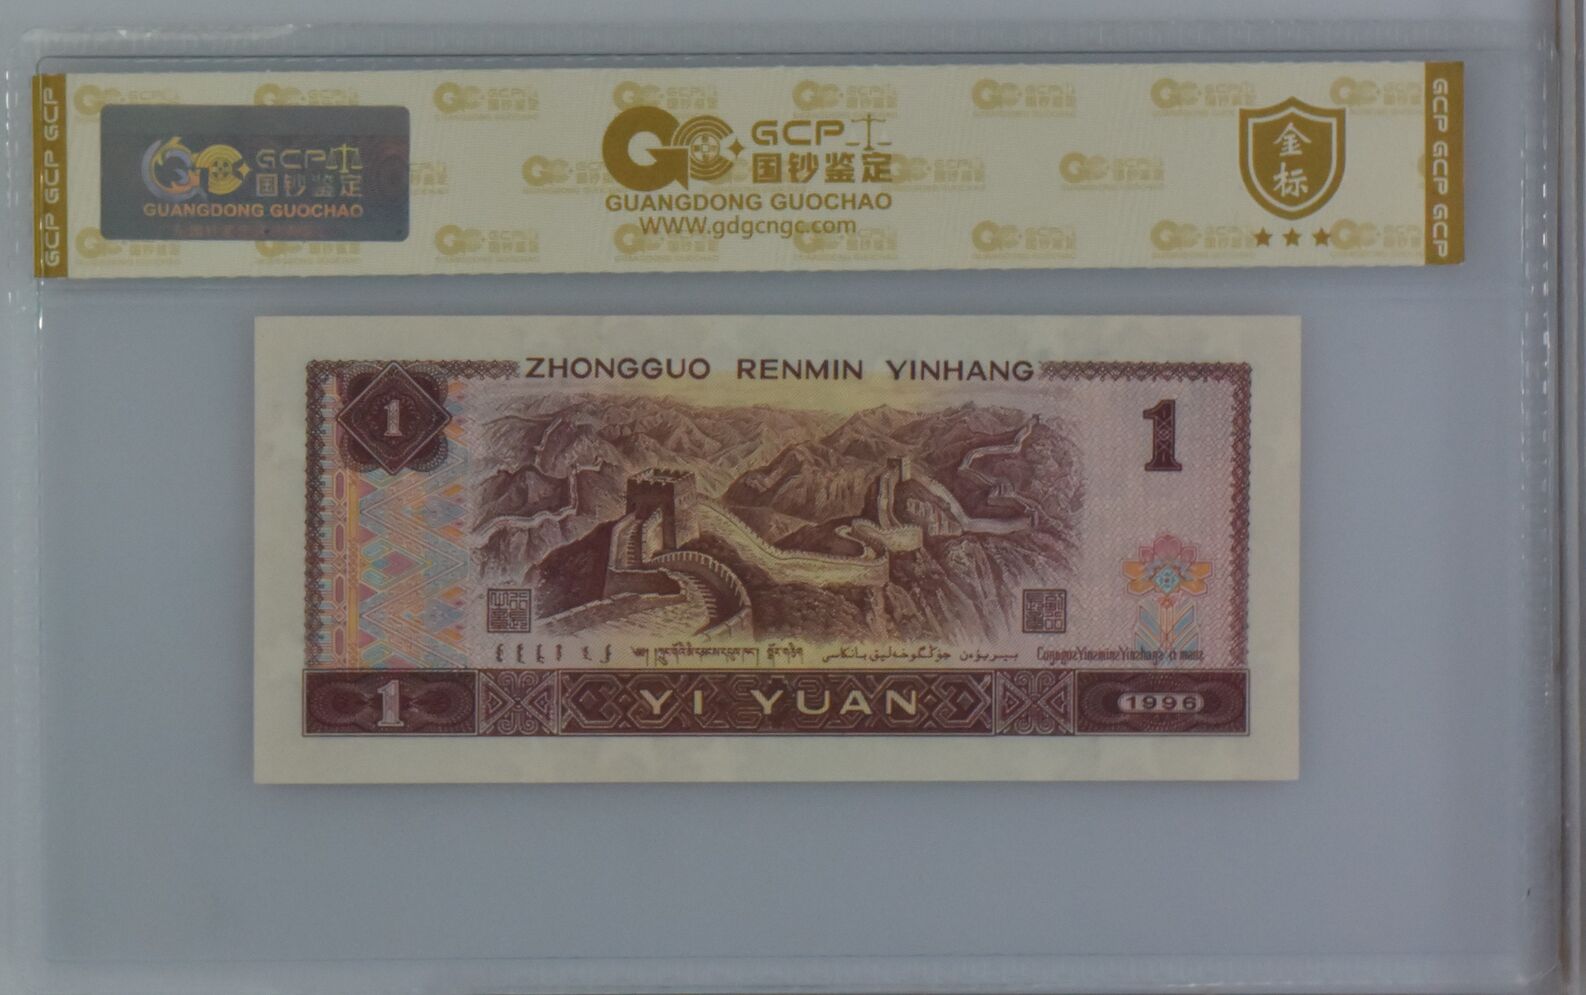 GCP GCP GCP
GCP
国钞鉴定
GUANGDONG GUOCHAO
GCP
国钞鉴定
GUANGDONG GUOCHAO
WWW.gdgcngc.com
金
标
GCP GCP GCP
ZHONGGUO RENMIN YINHANG
1
1
1
YI YUAN
1996